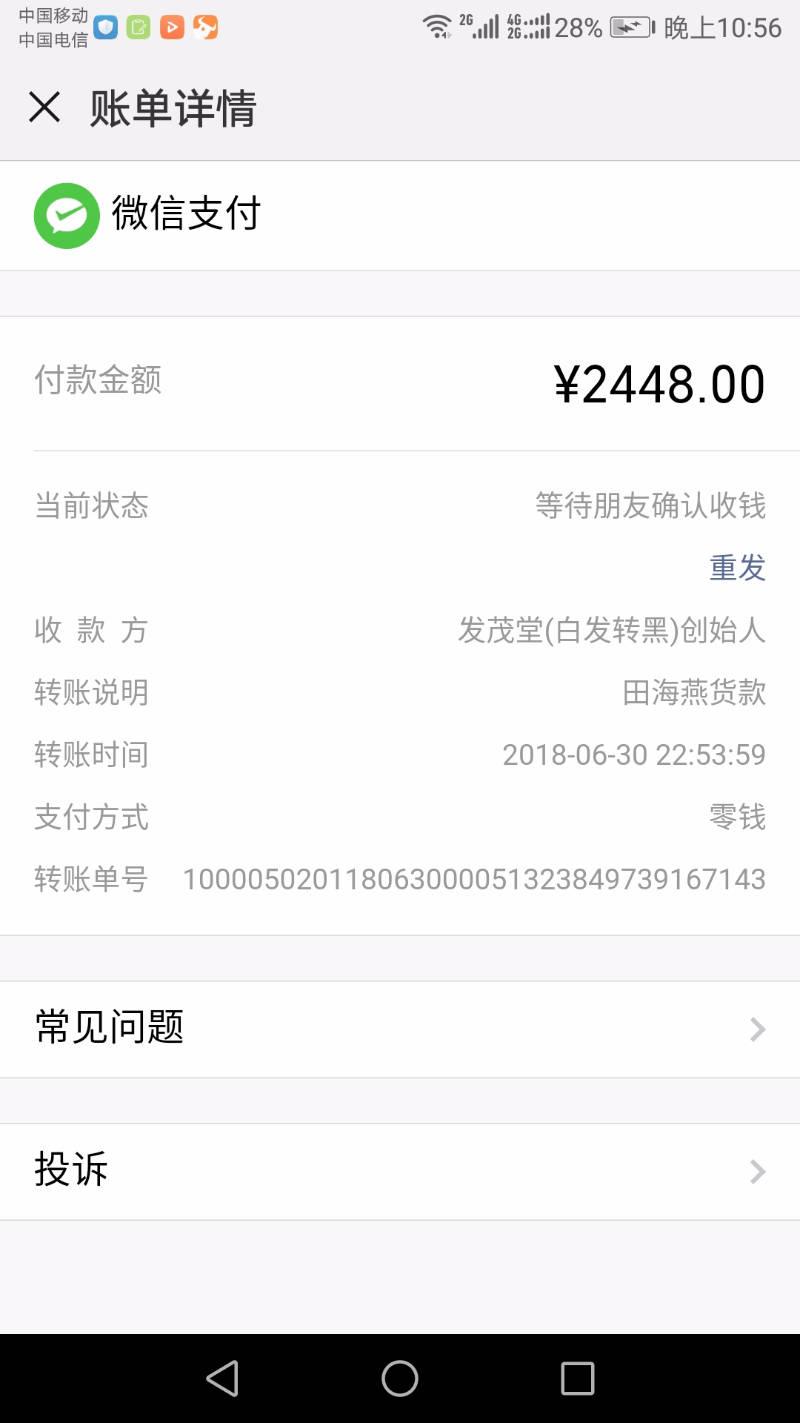 中国移动
中国电信
2G 4G 2G 28% 晚上10:56
账单详情
微信支付
付款金额 ¥2448.00
当前状态 等待朋友确认收钱
重发
收款方 发茂堂(白发转黑)创始人
转账说明 田海燕货款
转账时间 2018-06-30 22:53:59
支付方式 零钱
转账单号 100005020118063000051323849739167143
常见问题
投诉